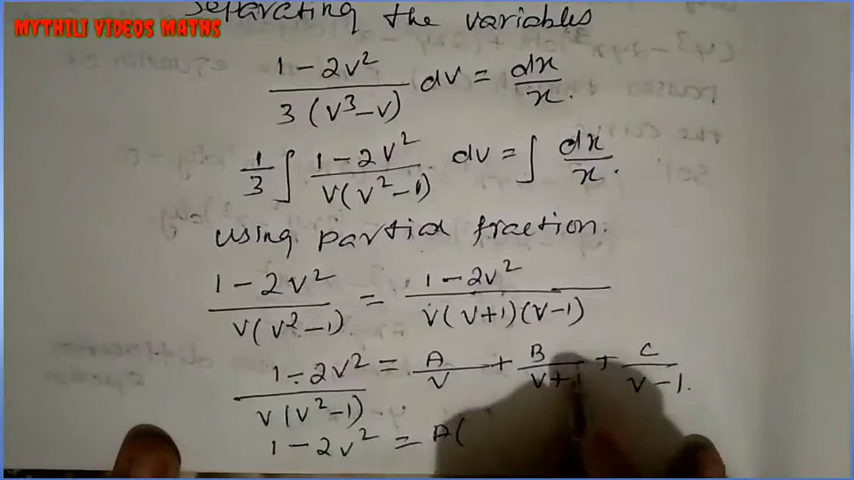 MYTHILI VIDEOS MATHS
Separating the variables
1-2v²/3(v³-v) dv = dx/x.
1/3 ∫ 1-2v²/v(v²-1) dv = ∫ dx/x.
using partial fraction.
1-2v²/v(v²-1) = 1-2v²/v(v+1)(v-1)
1-2v²/v(v²-1) = A/v + B/v+1 + C/v-1.
1-2v² = A(